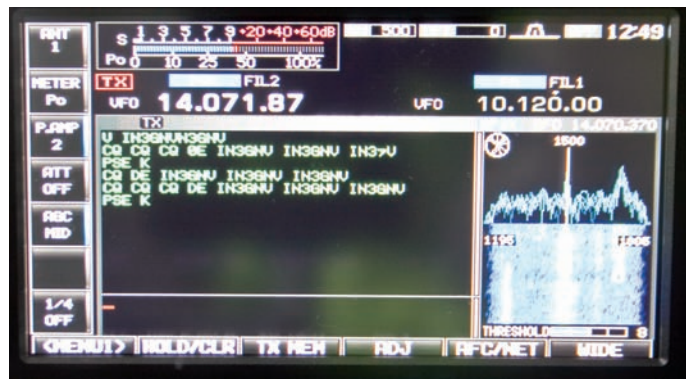 ANT
1
S 1 3 5 7 9 +20+40+60dB
Po 0 10 25 50 100%
500
0
12:49
METER
Po
TX
FIL2
VFO 14.071.87
FIL1
VFO 10.120.00
P.AMP
2
TX
14.070.370
V IN3GNVN3GNV
CQ CQ CQ 0E IN3GNV IN3GNV IN37U
PSE K
CQ DE IN3GNV IN3GNV IN3GNV
CQ CQ CQ DE IN3GNV IN3GNV IN3GNV
PSE K
ATT
OFF
AGC
MID
1/4
OFF
1500
1195
1805
THRESHOLD 8
<MENU1> HOLD/CLR TX MEM ADJ AFC/NET WIDE